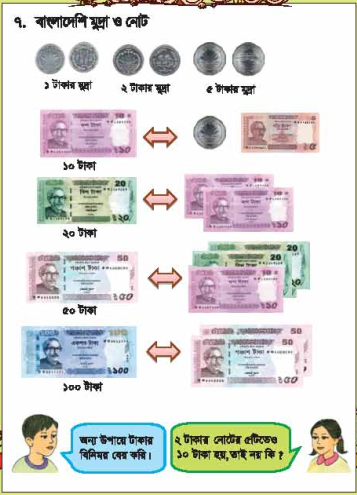 ৭. বাংলাদেশি মুদ্রা ও নোট
১ টাকার মুদ্রা ২ টাকার মুদ্রা ৫ টাকার মুদ্রা
১০ টাকা
২০ টাকা
৫০ টাকা
১০০ টাকা
অন্য উপায়ে টাকার
বিনিময় বের করি।
২ টাকার নোটের ৫টিতেও
১০ টাকা হয়, তাই নয় কি ?